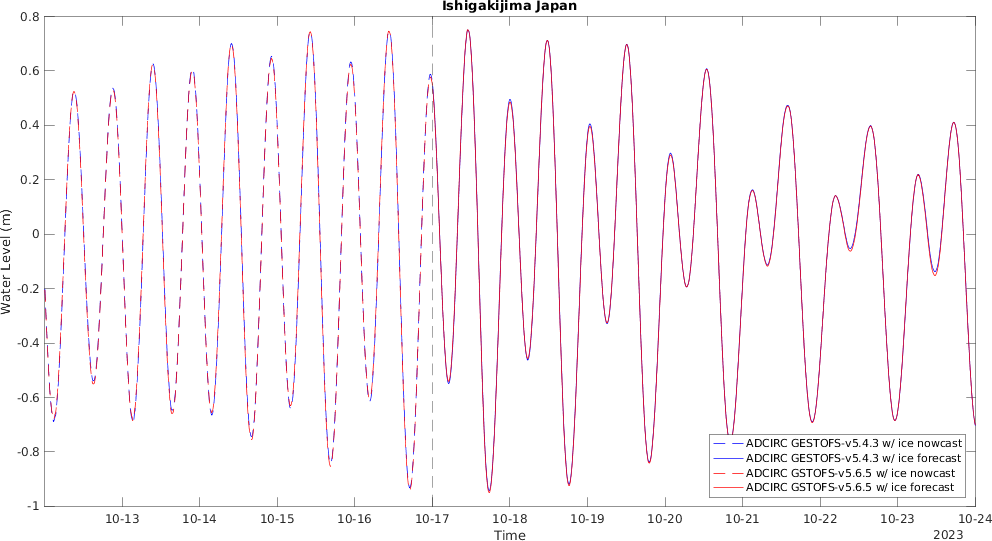 Ishigakijima Japan
0.8
0.6
0.4
0.2
0
-0.2
-0.4
-0.6
-0.8
-1
Water Level (m)
ADCIRC GESTOFS-v5.4.3 w/ ice nowcast
ADCIRC GESTOFS-v5.4.3 w/ ice forecast
ADCIRC GSTOFS-v5.6.5 w/ ice nowcast
ADCIRC GSTOFS-v5.6.5 w/ ice forecast
10-13 10-14 10-15 10-16 10-17 10-18 10-19 10-20 10-21 10-22 10-23 10-24
Time
2023